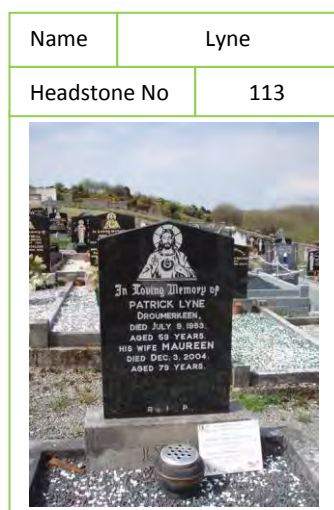 Name Lyne
Headstone No 113
In Loving Memory of
PATRICK LYNE
DROUMERKEEN,
DIED JULY 9, 1953,
AGED 59 YEARS.
HIS WIFE MAUREEN
DIED DEC. 3, 2004.
AGED 79 YEARS.
R. I. P.